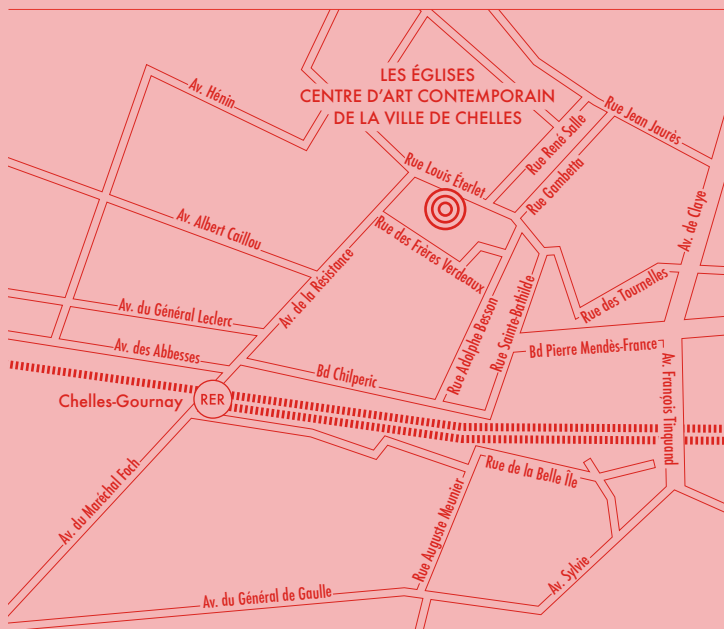 LES ÉGLISES
CENTRE D'ART CONTEMPORAIN
DE LA VILLE DE CHELLES
Av. Hénin
Rue Jean Jaurès
Rue René Salle
Rue Louis Éterlet
Rue Gambetta
Av. de Claye
Av. Albert Caillou
Rue des Frères Verdeaux
Av. de la Résistance
Rue des Tournelles
Av. du Général Leclerc
Rue Adolphe Besson
Rue Sainte-Bathilde
Av. des Abbesses
Bd Pierre Mendès-France
Bd Chilperic
Av. François Tinquand
Chelles-Gournay
RER
Rue de la Belle Île
Av. du Maréchal Foch
Rue Auguste Meunier
Av. Sylvie
Av. du Général de Gaulle